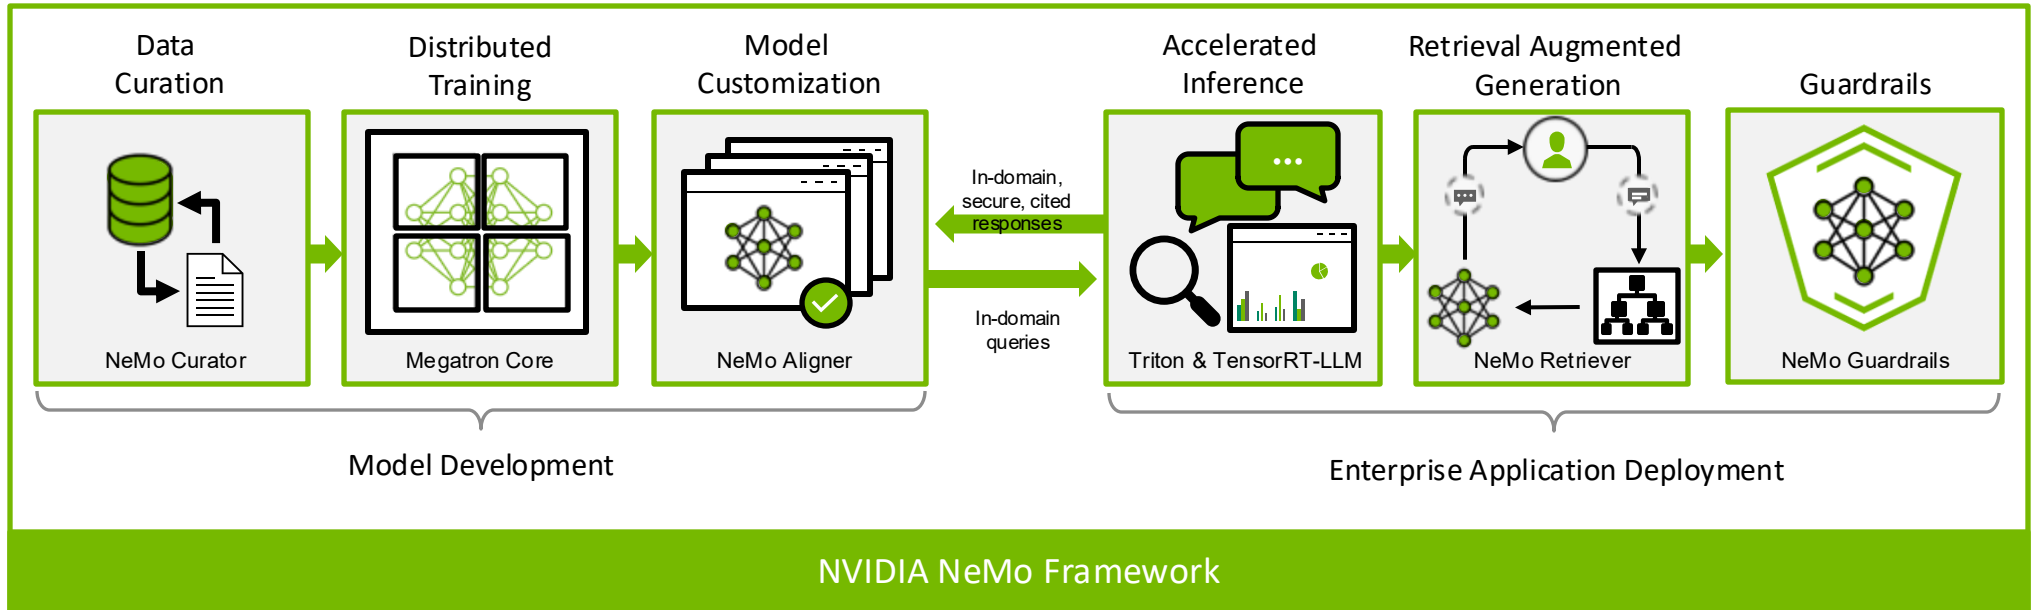 Data
Curation
Distributed
Training
Model
Customization
Accelerated
Inference
Retrieval Augmented
Generation
Guardrails
In-domain,
secure, cited
responses
In-domain
queries
NeMo Curator
Megatron Core
NeMo Aligner
Triton & TensorRT-LLM
NeMo Retriever
NeMo Guardrails
Model Development
Enterprise Application Deployment
NVIDIA NeMo Framework